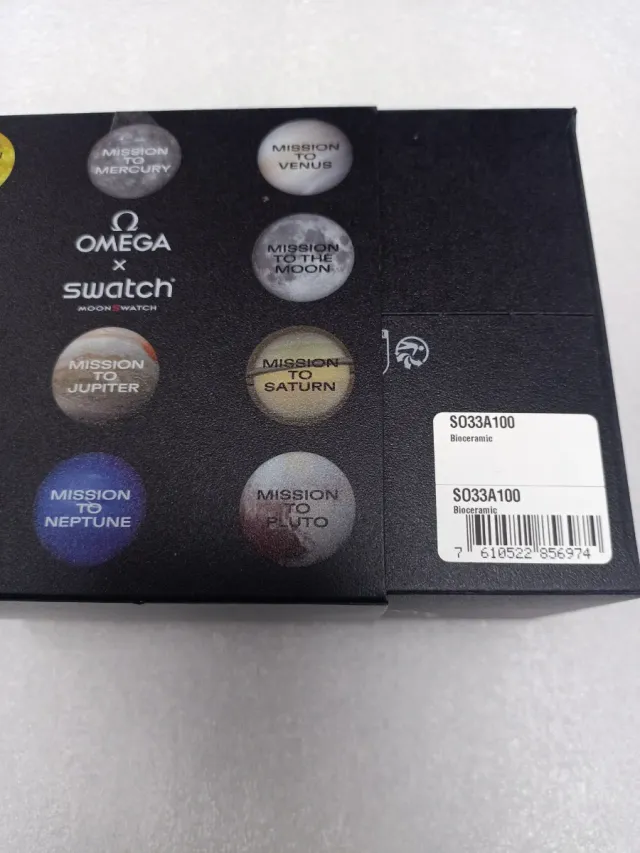 MISSION
TO
MERCURY
MISSION
TO
VENUS
OMEGA
x
swatch
MOONSWATCH
MISSION
TO THE
MOON
MISSION
TO
JUPITER
MISSION
TO
SATURN
MISSION
TO
NEPTUNE
MISSION
TO
PLUTO
SO33A100
Bioceramic
SO33A100
Bioceramic
7 610522 856974